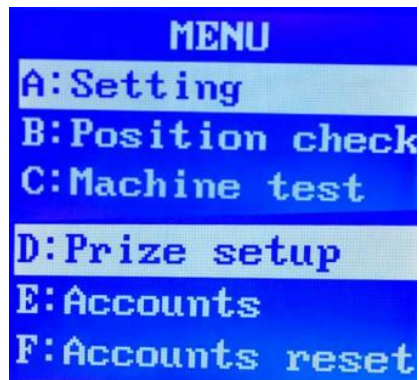 MENU
A:Setting
B:Position check
C:Machine test
D:Prize setup
E:Accounts
F:Accounts reset